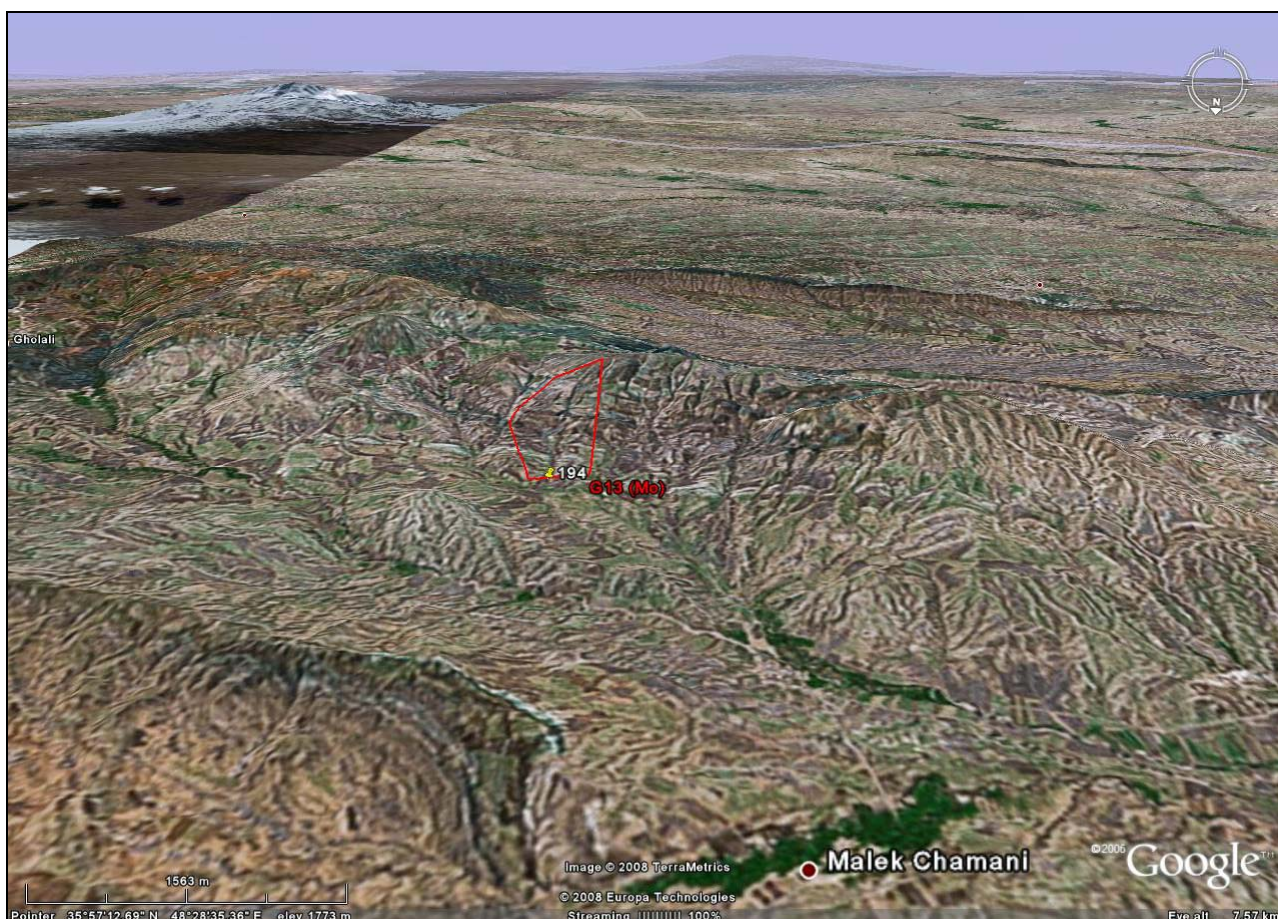 N
Gholali
194
G13 (Mo)
Malek Chamani
Image © 2008 TerraMetrics
© 2008 Europa Technologies
©2006 Google™
1563 m
Pointer 35°57'12.69" N 48°28'35.36" E elev 1773 m
Streaming ||||||||| 100%
Eye alt 7.57 km